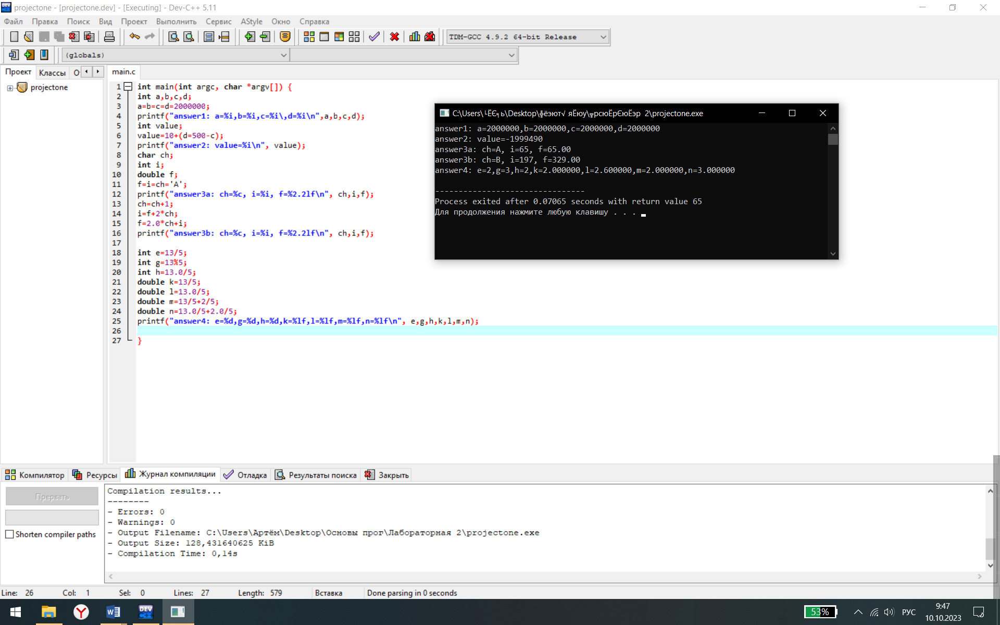 projectone - [projectone.dev] - [Executing] - Dev-C++ 5.11
Файл Правка Поиск Вид Проект Выполнить Сервис AStyle Окно Справка
TDM-GCC 4.9.2 64-bit Release
(globals)
Проект Классы О
main.c
projectone
1 int main(int argc, char *argv[]) {
2 int a,b,c,d;
3 a=b=c=d=2000000;
4 printf("answer1: a=%i,b=%i,c=%i\,d=%i\n",a,b,c,d);
5 int value;
6 value=10+(d=500-c);
7 printf("answer2: value=%i\n", value);
8 char ch;
9 int i;
10 double f;
11 f=i=ch='A';
12 printf("answer3a: ch=%c, i=%i, f=%2.2lf\n", ch,i,f);
13 ch=ch+1;
14 i=f+2*ch;
15 f=2.0*ch+i;
16 printf("answer3b: ch=%c, i=%i, f=%2.2lf\n", ch,i,f);
17
18 int e=13/5;
19 int g=13%5;
20 int h=13.0/5;
21 double k=13/5;
22 double l=13.0/5;
23 double m=13/5+2/5;
24 double n=13.0/5+2.0/5;
25 printf("answer4: e=%d,g=%d,h=%d,k=%lf,l=%lf,m=%lf,n=%lf\n", e,g,h,k,l,m,n);
26
27 }
C:\Users\└ЁЄ╕ь\Desktop\╬ёэют√ яЁюу\╦рсюЁрЄюЁэр  2\projectone.exe
answer1: a=2000000,b=2000000,c=2000000,d=2000000
answer2: value=-1999490
answer3a: ch=A, i=65, f=65.00
answer3b: ch=B, i=197, f=329.00
answer4: e=2,g=3,h=2,k=2.000000,l=2.600000,m=2.000000,n=3.000000
--------------------------------
Process exited after 0.07065 seconds with return value 65
Для продолжения нажмите любую клавишу . . .
Компилятор Ресурсы Журнал компиляции Отладка Результаты поиска Закрыть
Прервать
Shorten compiler paths
Compilation results...
--------
- Errors: 0
- Warnings: 0
- Output Filename: C:\Users\Артём\Desktop\Основы прог\Лабораторная 2\projectone.exe
- Output Size: 128,431640625 KiB
- Compilation Time: 0,14s
Line: 26 Col: 1 Sel: 0 Lines: 27 Length: 579 Вставка Done parsing in 0 seconds
DEV C++
53%
РУС
9:47
10.10.2023